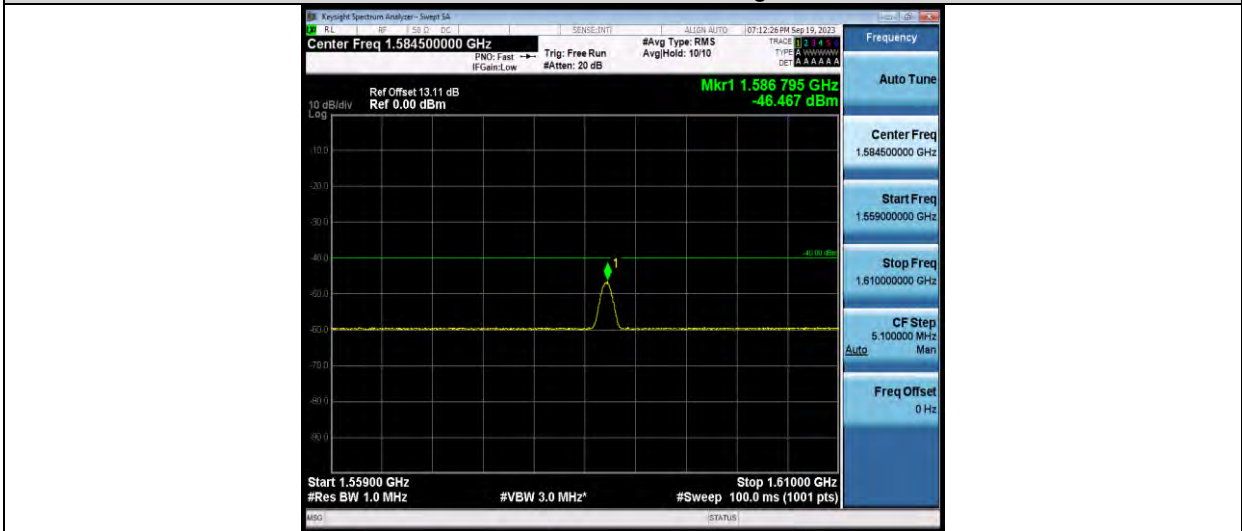 Keysight Spectrum Analyzer - Swept SA
RL RF 50 Ω DC SENSE:INT ALIGN AUTO 07:12:26 PM Sep 19, 2023
Center Freq 1.584500000 GHz
PNO: Fast
IFGain:Low
Trig: Free Run
#Atten: 20 dB
#Avg Type: RMS
Avg|Hold: 10/10
TRACE 1 2 3 4 5 6
TYPE A WWWWW
DET A A A A A A
Frequency
Mkr1 1.586 795 GHz
-46.467 dBm
Ref Offset 13.11 dB
10 dB/div Ref 0.00 dBm
Log
-10.0
-20.0
-30.0
-40.0
-50.0
-60.0
-70.0
-80.0
-90.0
-40.00 dBm
1
Start 1.55900 GHz Stop 1.61000 GHz
#Res BW 1.0 MHz #VBW 3.0 MHz* #Sweep 100.0 ms (1001 pts)
MSG STATUS
Auto Tune
Center Freq
1.584500000 GHz
Start Freq
1.559000000 GHz
Stop Freq
1.610000000 GHz
CF Step
5.100000 MHz
Auto Man
Freq Offset
0 Hz